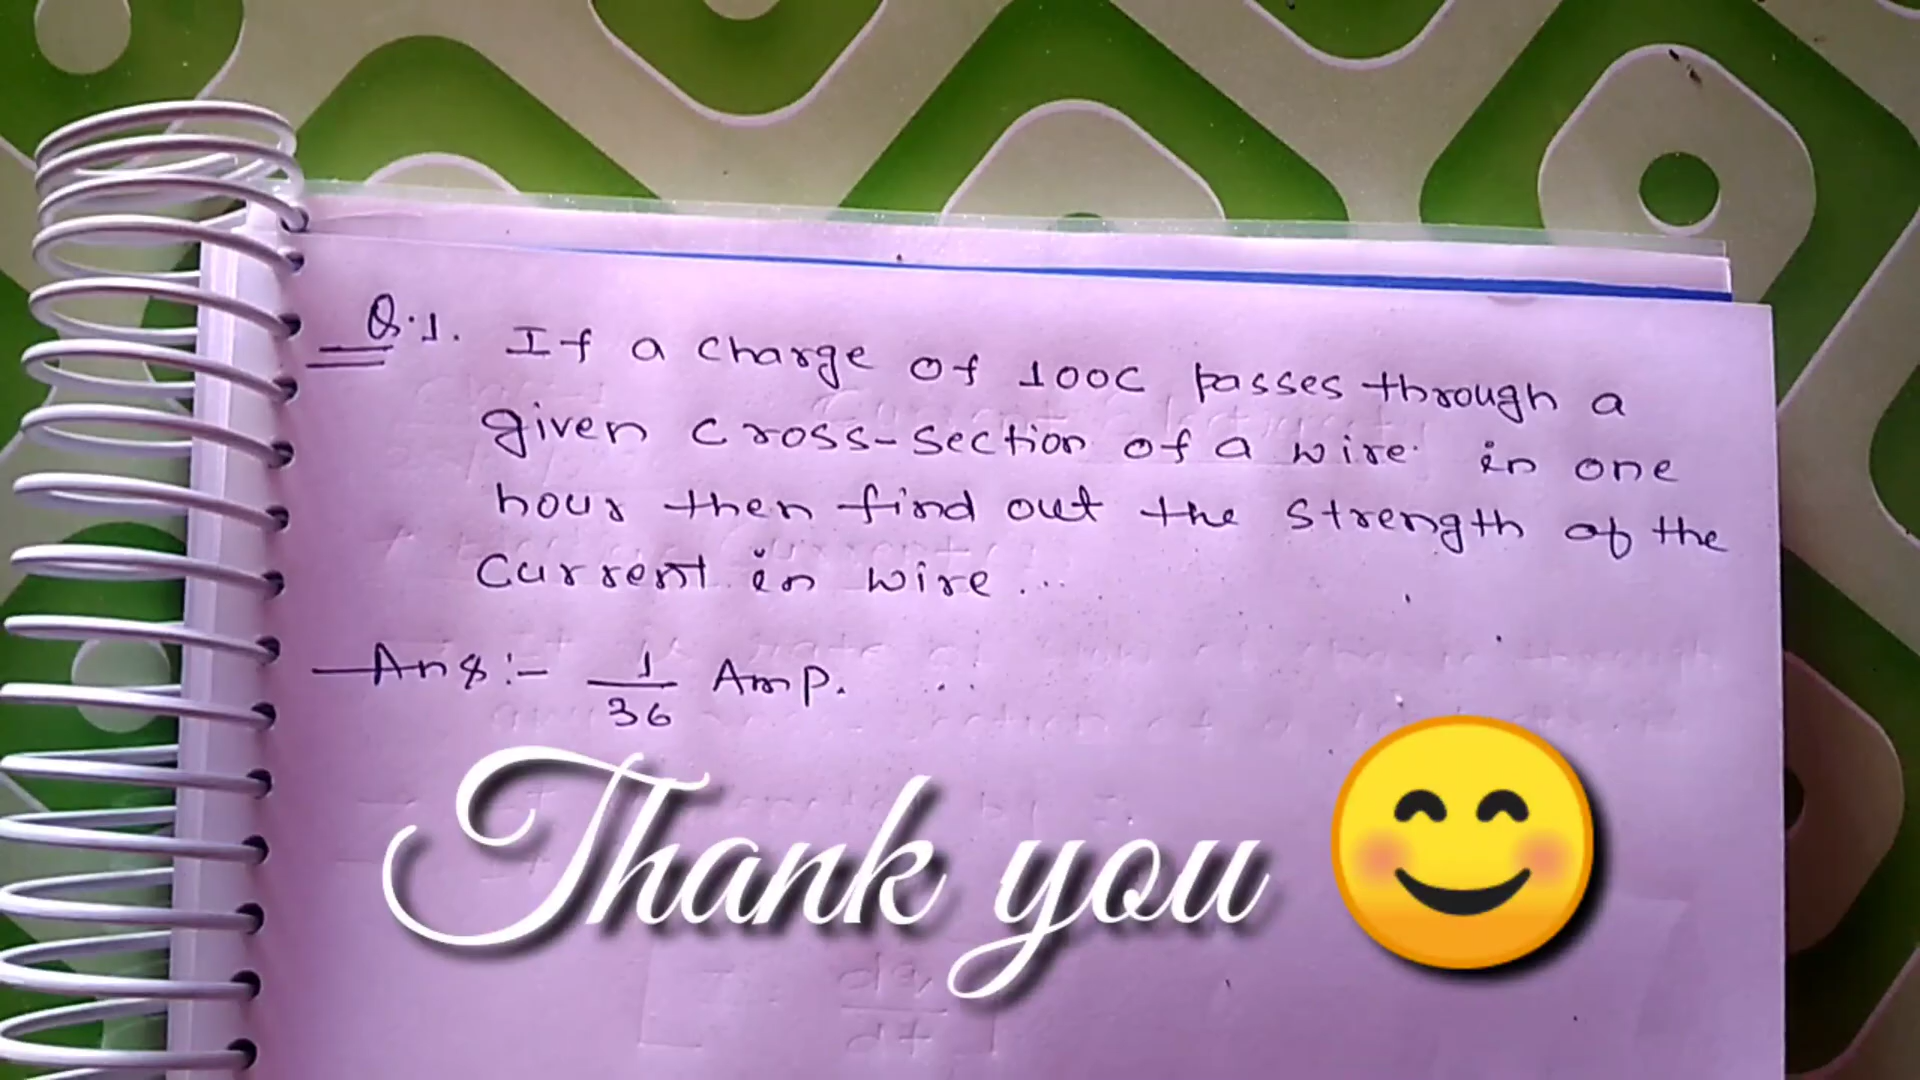 Q.1. If a charge of 100C passes through a
given cross-section of a wire in one
hour then find out the strength of the
current in wire...
Ans:- 1/36 Amp.
Thank you 😊